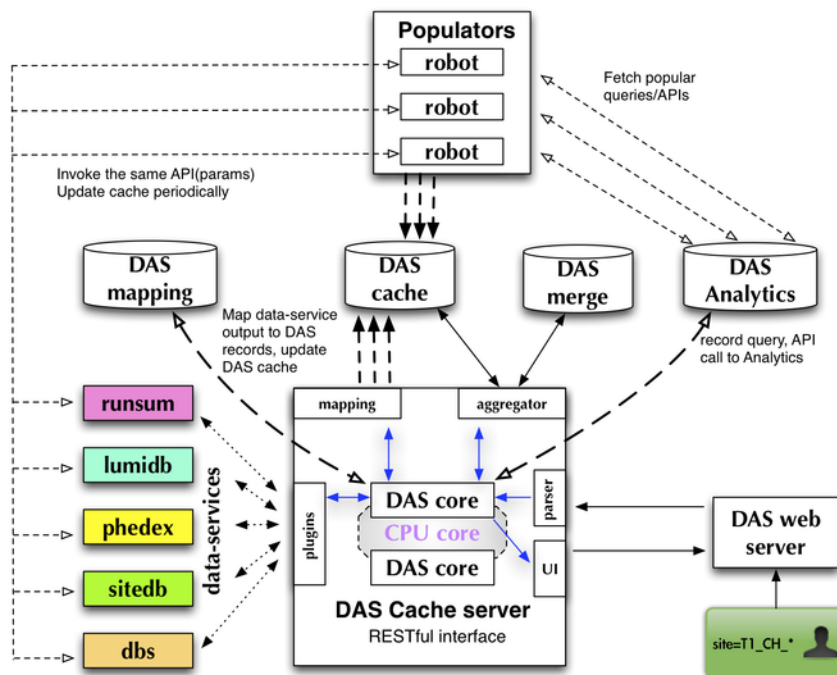 Populators
robot
robot
robot
Fetch popular
queries/APIs
Invoke the same API(params)
Update cache periodically
DAS
mapping
DAS
cache
DAS
merge
DAS
Analytics
Map data-service
output to DAS
records, update
DAS cache
record query, API
call to Analytics
runsum
lumidb
phedex
sitedb
dbs
data-services
mapping
aggregator
plugins
DAS core
CPU core
DAS core
parser
UI
DAS Cache server
RESTful interface
DAS web
server
site=T1_CH_*